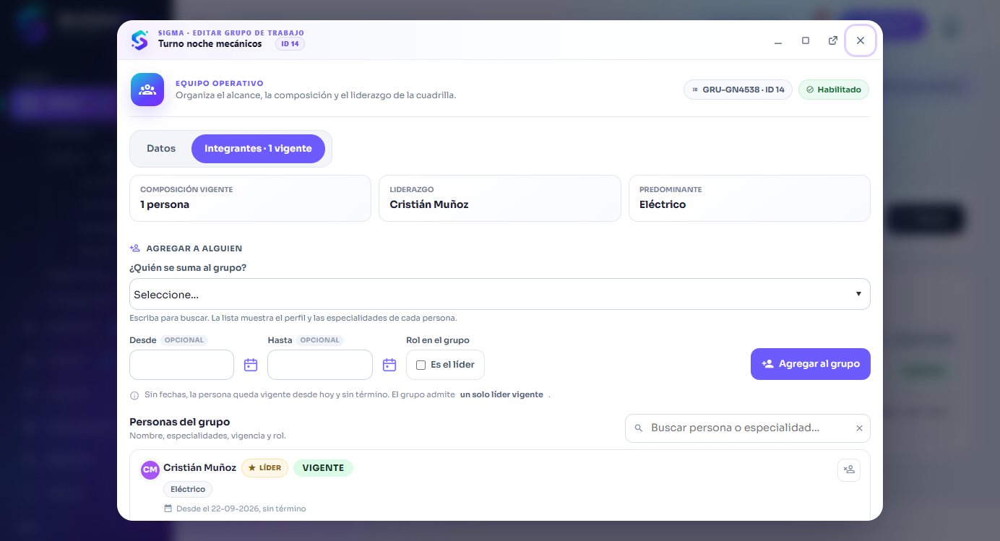 SIGMA · EDITAR GRUPO DE TRABAJO
Turno noche mecánicos ID 14
EQUIPO OPERATIVO
Organiza el alcance, la composición y el liderazgo de la cuadrilla.
ID GRU-GN4538 · ID 14
Habilitado
Datos
Integrantes · 1 vigente
COMPOSICIÓN VIGENTE
1 persona
LIDERAZGO
Cristián Muñoz
PREDOMINANTE
Eléctrico
AGREGAR A ALGUIEN
¿Quién se suma al grupo?
Seleccione...
Escriba para buscar. La lista muestra el perfil y las especialidades de cada persona.
Desde OPCIONAL
Hasta OPCIONAL
Rol en el grupo
Es el líder
Agregar al grupo
Sin fechas, la persona queda vigente desde hoy y sin término. El grupo admite un solo líder vigente .
Personas del grupo
Nombre, especialidades, vigencia y rol.
Buscar persona o especialidad...
CM Cristián Muñoz LÍDER VIGENTE
Eléctrico
Desde el 22-09-2026, sin término